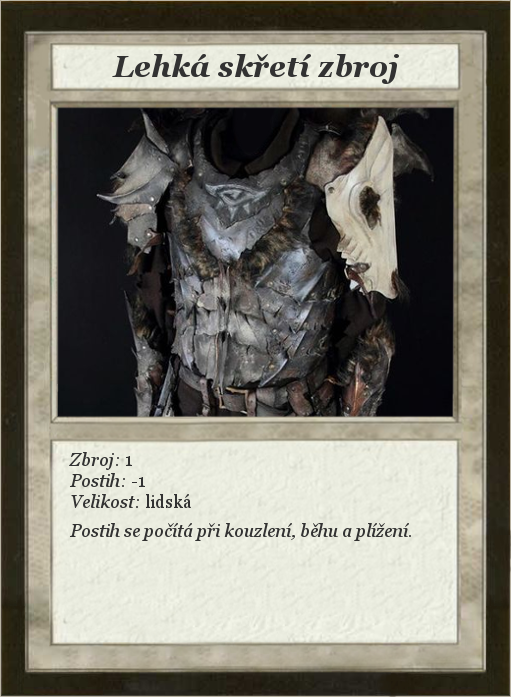 Lehká skřetí zbroj
Zbroj: 1
Postih: -1
Velikost: lidská
Postih se počítá při kouzlení, běhu a plížení.